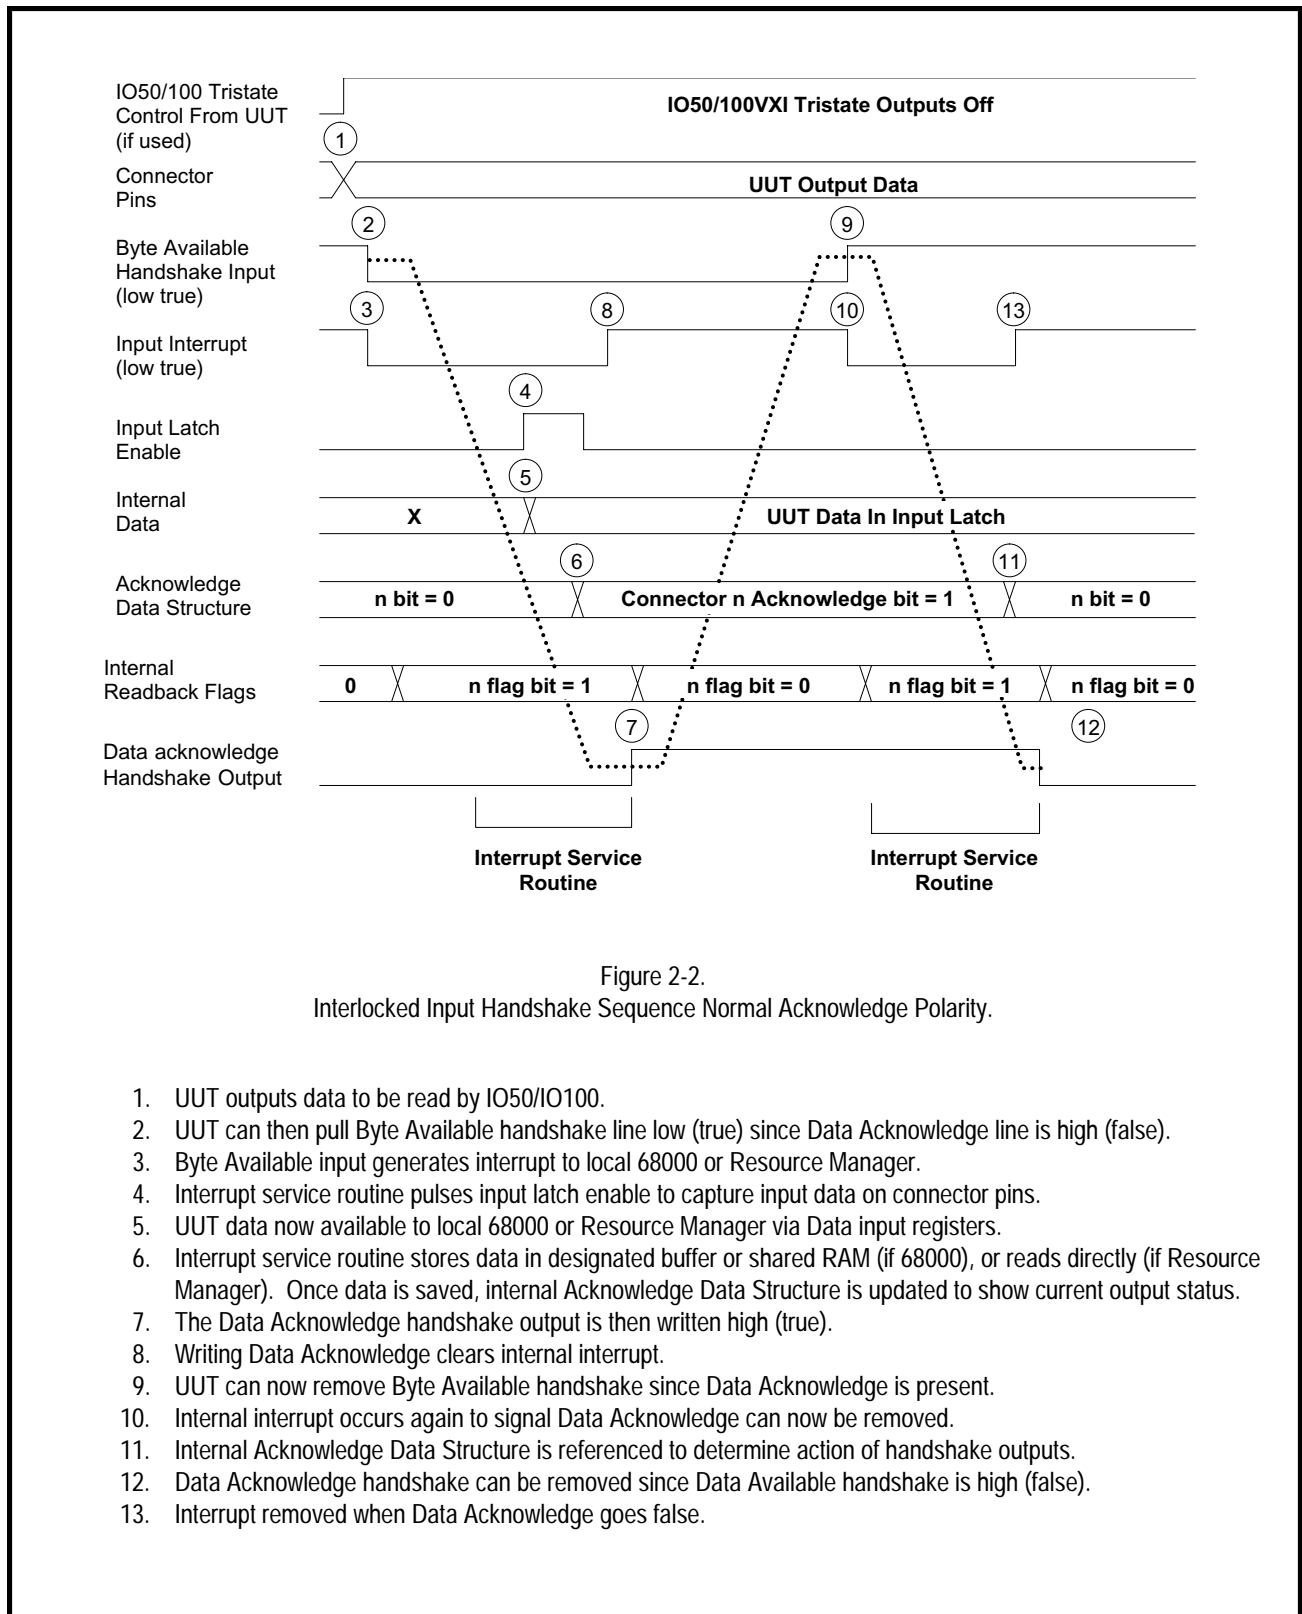 IO50/100 Tristate
Control From UUT
(if used)
IO50/100VXI Tristate Outputs Off
1
Connector
Pins
UUT Output Data
2
9
Byte Available
Handshake Input
(low true)
3
8
10
13
Input Interrupt
(low true)
4
Input Latch
Enable
5
Internal
Data
X
UUT Data In Input Latch
6
11
Acknowledge
Data Structure
n bit = 0
Connector n Acknowledge bit = 1
n bit = 0
Internal
Readback Flags
0
n flag bit = 1
n flag bit = 0
n flag bit = 1
n flag bit = 0
7
12
Data acknowledge
Handshake Output
Interrupt Service
Routine
Interrupt Service
Routine
Figure 2-2.
Interlocked Input Handshake Sequence Normal Acknowledge Polarity.
1. UUT outputs data to be read by IO50/IO100.
2. UUT can then pull Byte Available handshake line low (true) since Data Acknowledge line is high (false).
3. Byte Available input generates interrupt to local 68000 or Resource Manager.
4. Interrupt service routine pulses input latch enable to capture input data on connector pins.
5. UUT data now available to local 68000 or Resource Manager via Data input registers.
6. Interrupt service routine stores data in designated buffer or shared RAM (if 68000), or reads directly (if Resource
Manager). Once data is saved, internal Acknowledge Data Structure is updated to show current output status.
7. The Data Acknowledge handshake output is then written high (true).
8. Writing Data Acknowledge clears internal interrupt.
9. UUT can now remove Byte Available handshake since Data Acknowledge is present.
10. Internal interrupt occurs again to signal Data Acknowledge can now be removed.
11. Internal Acknowledge Data Structure is referenced to determine action of handshake outputs.
12. Data Acknowledge handshake can be removed since Data Available handshake is high (false).
13. Interrupt removed when Data Acknowledge goes false.